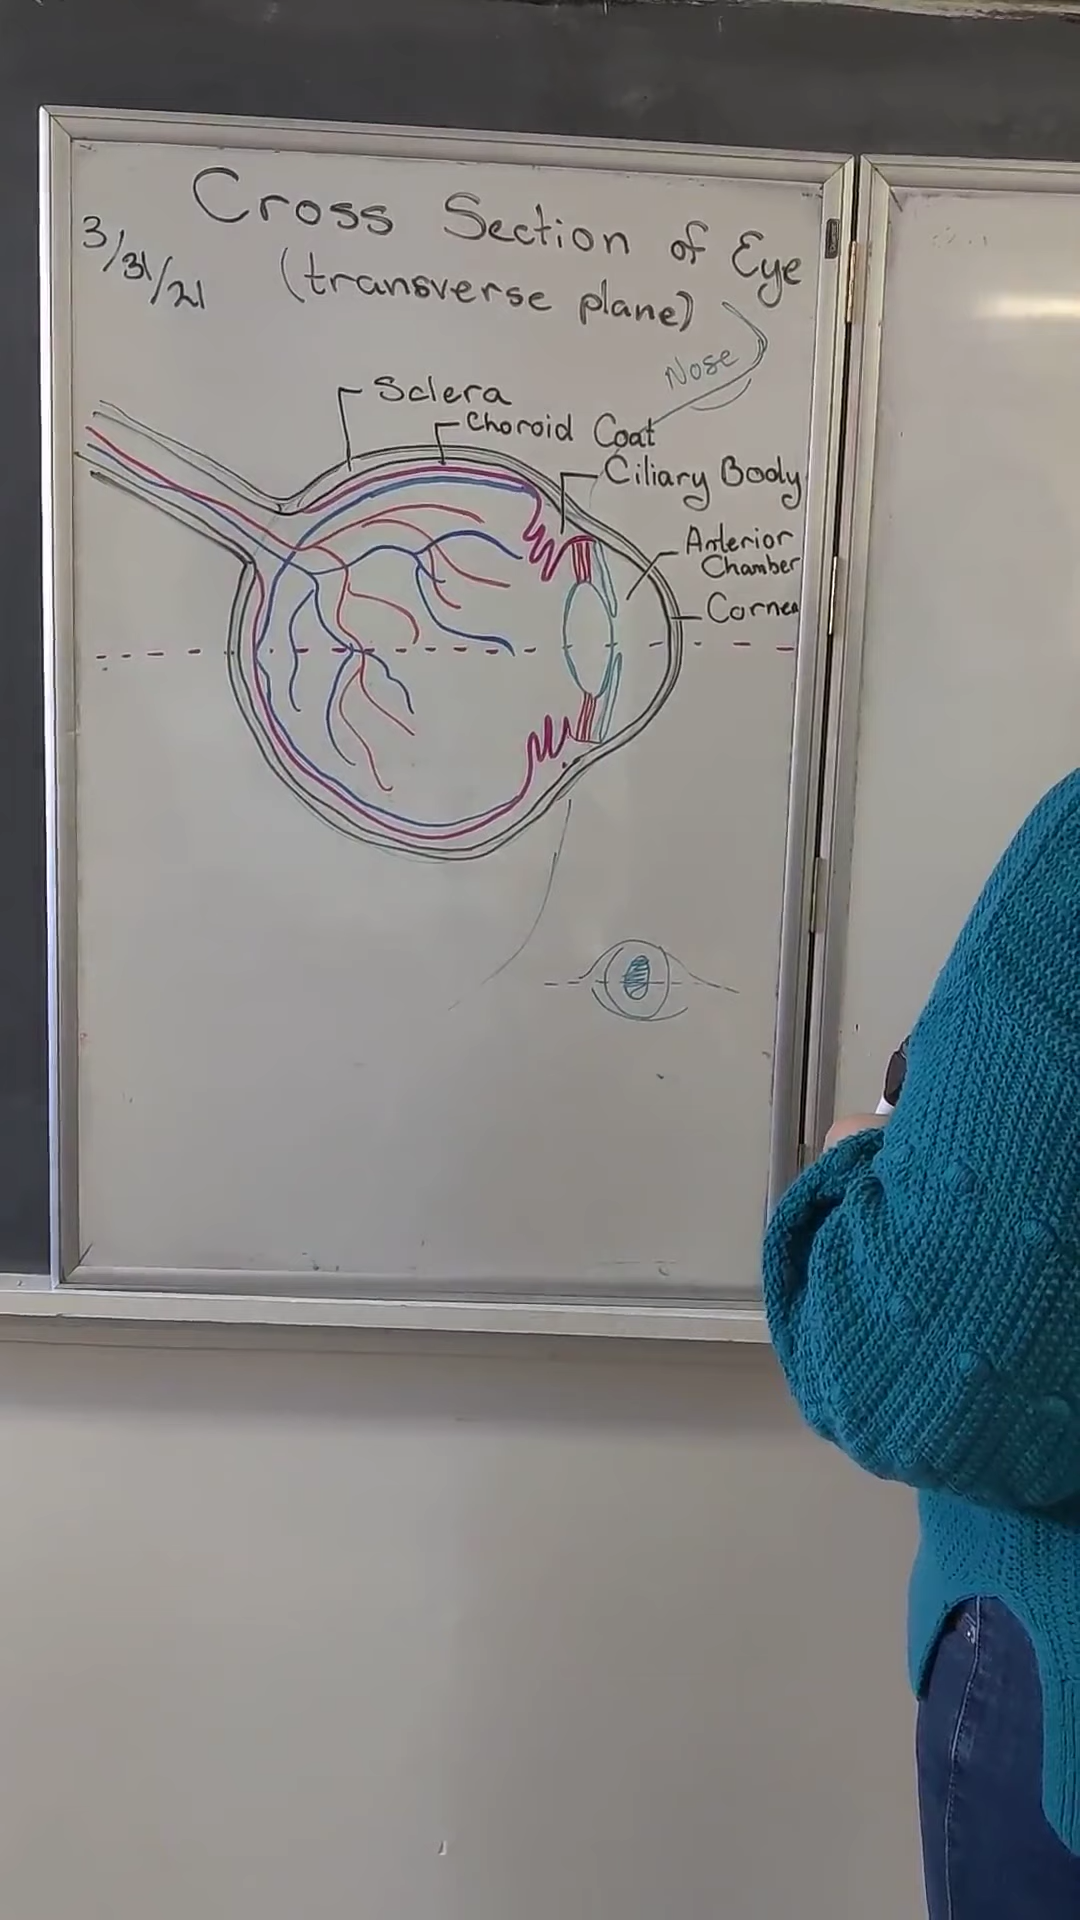 Cross Section of Eye
3/31/21
(transverse plane)
Nose
Sclera
Choroid Coat
Ciliary Body
Anterior
Chamber
Cornea